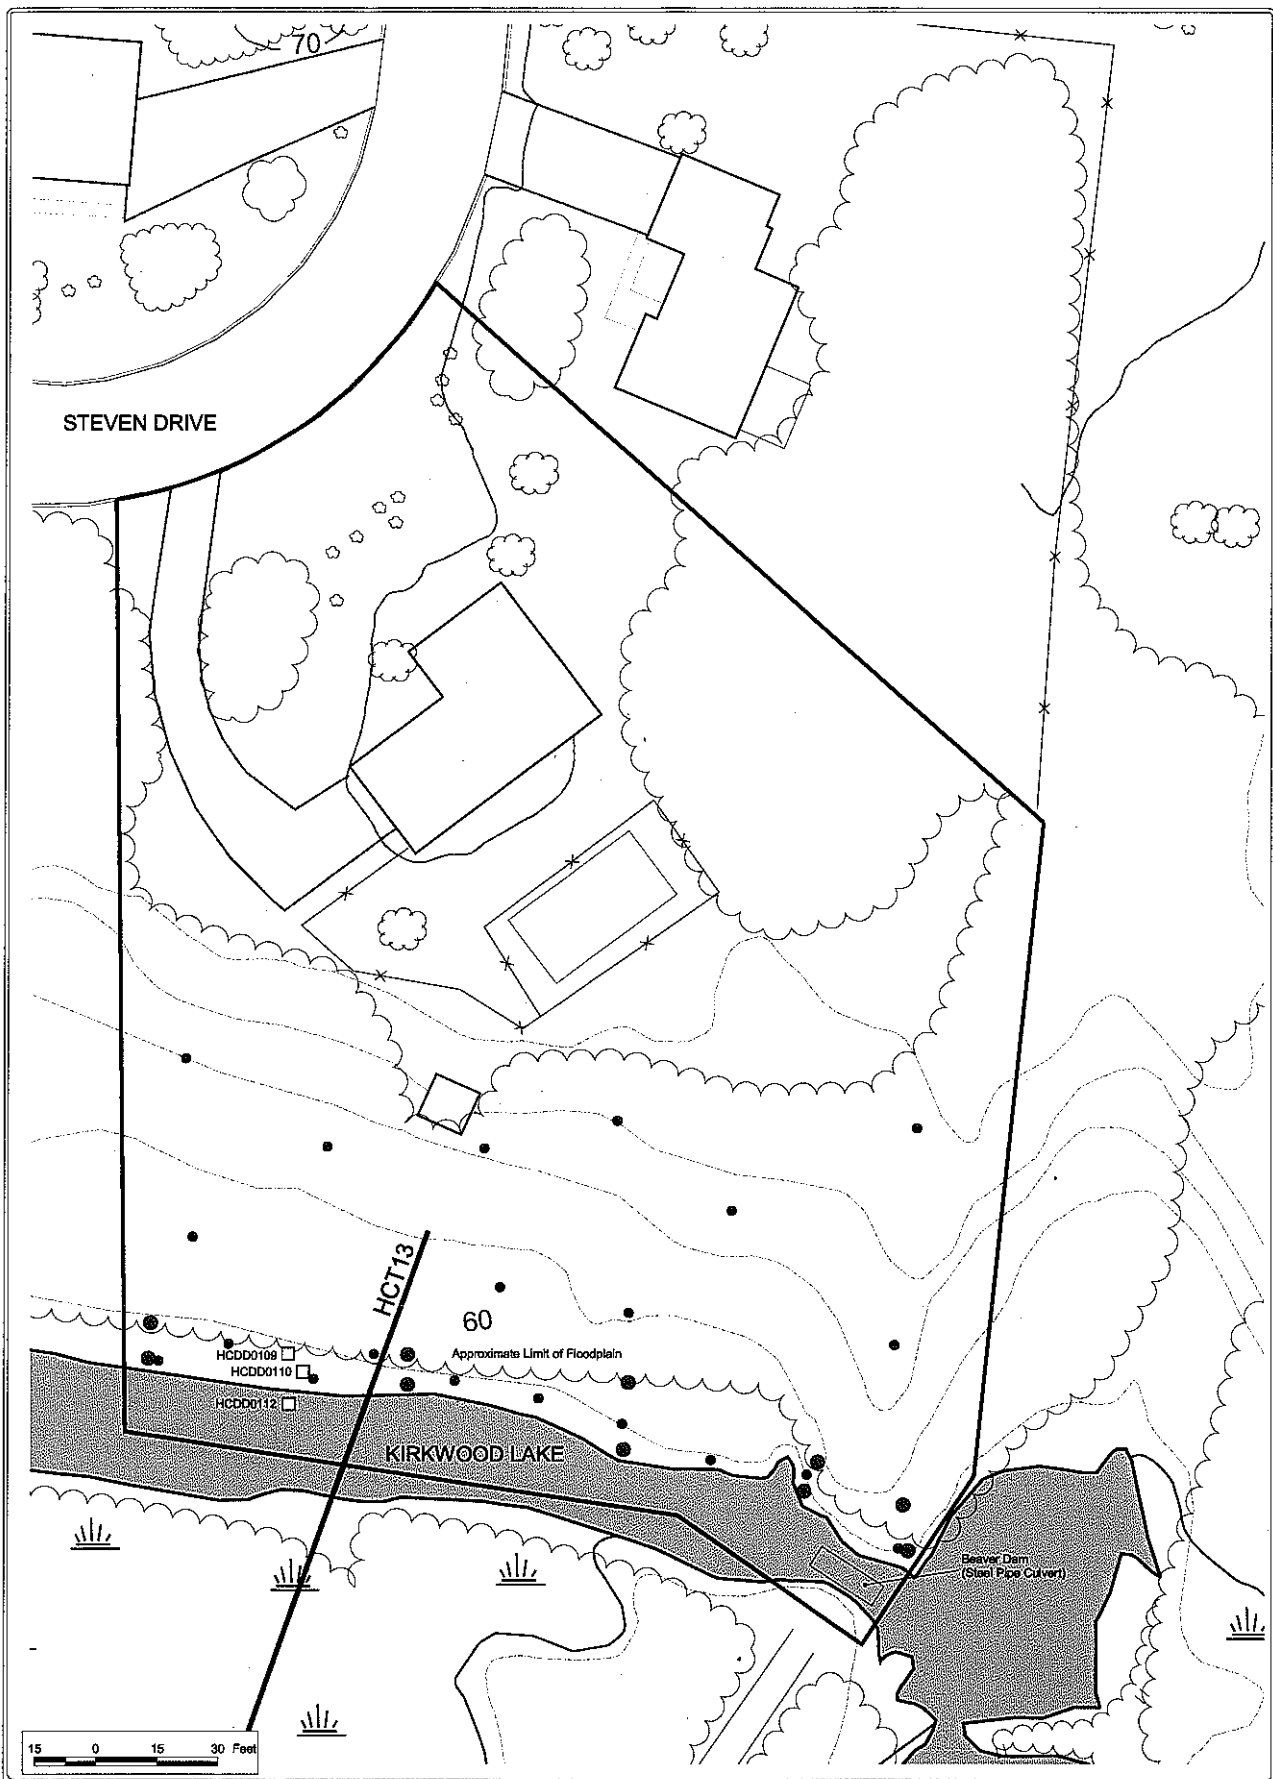 70
STEVEN DRIVE
HCT13
60
Approximate Limit of Floodplain
HCDD0109
HCDD0110
HCDD0112
KIRKWOOD LAKE
Beaver Dam
(Steel Pipe Culvert)
15 0 15 30 Feet